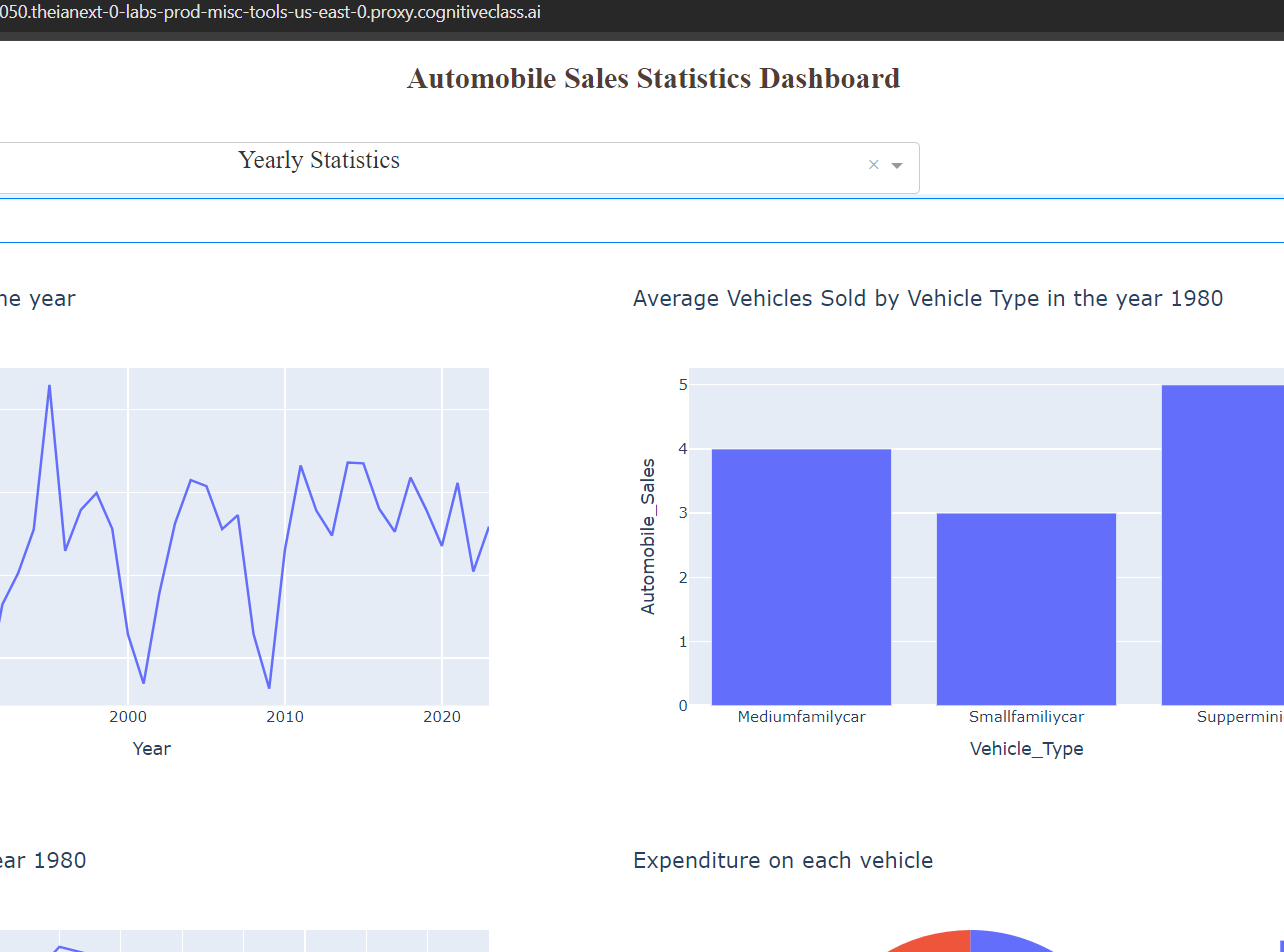 050.theianext-0-labs-prod-misc-tools-us-east-0.proxy.cognitiveclass.ai
Automobile Sales Statistics Dashboard
Yearly Statistics
× 
he year
Average Vehicles Sold by Vehicle Type in the year 1980
5
4
3
2
1
0
Automobile_Sales
Mediumfamilycar
Smallfamiliycar
Suppermini
Vehicle_Type
2000
2010
2020
Year
ear 1980
Expenditure on each vehicle